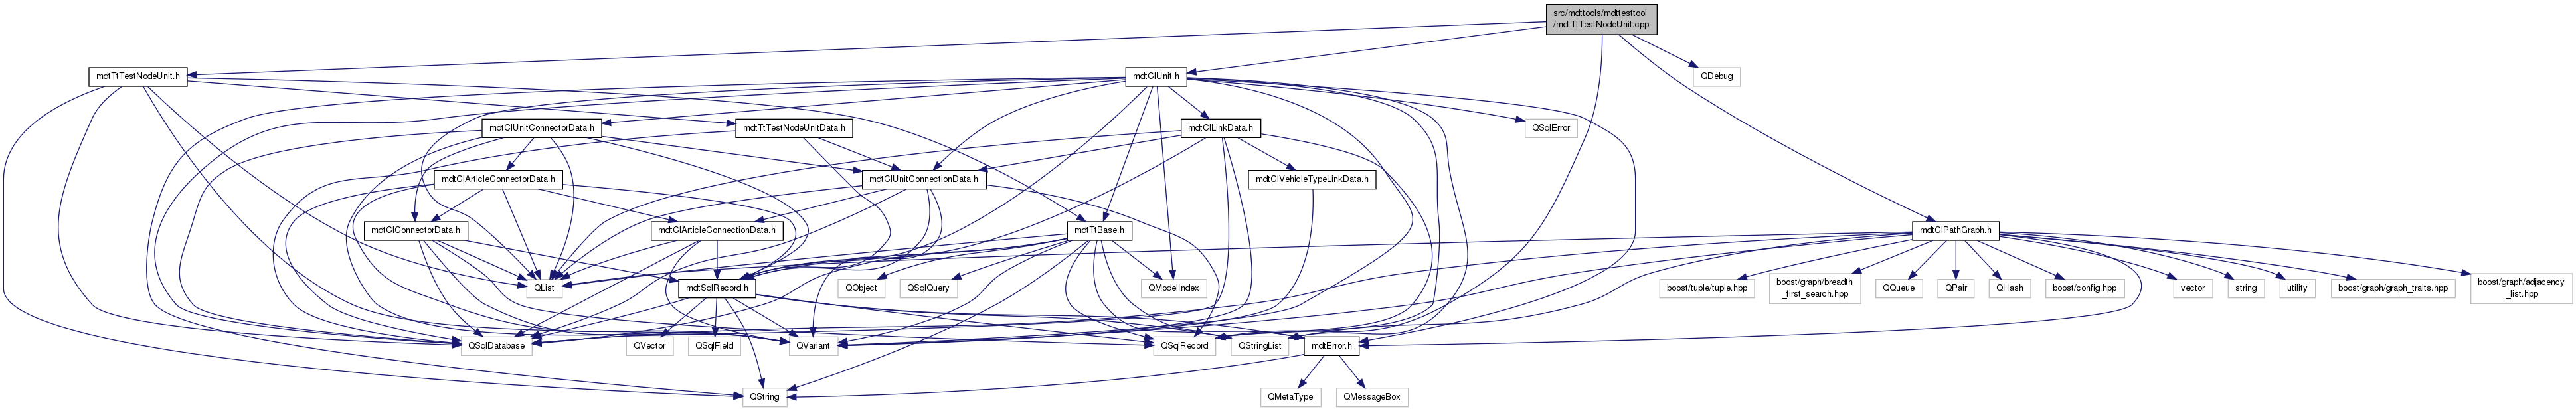 src/mdttools/mdttesttool
/mdtTtTestNodeUnit.cpp
mdtTtTestNodeUnit.h
mdtClUnit.h
QDebug
mdtClUnitConnectorData.h
mdtTtTestNodeUnitData.h
mdtClLinkData.h
QSqlError
mdtClArticleConnectorData.h
mdtClUnitConnectionData.h
mdtClVehicleTypeLinkData.h
mdtClConnectorData.h
mdtClArticleConnectionData.h
mdtTtBase.h
mdtClPathGraph.h
QList
mdtSqlRecord.h
QObject
QSqlQuery
QModelIndex
boost/tuple/tuple.hpp
boost/graph/breadth
_first_search.hpp
QQueue
QPair
QHash
boost/config.hpp
vector
string
utility
boost/graph/graph_traits.hpp
boost/graph/adjacency
_list.hpp
QSqlDatabase
QVector
QSqlField
QVariant
QSqlRecord
QStringList
mdtError.h
QString
QMetaType
QMessageBox